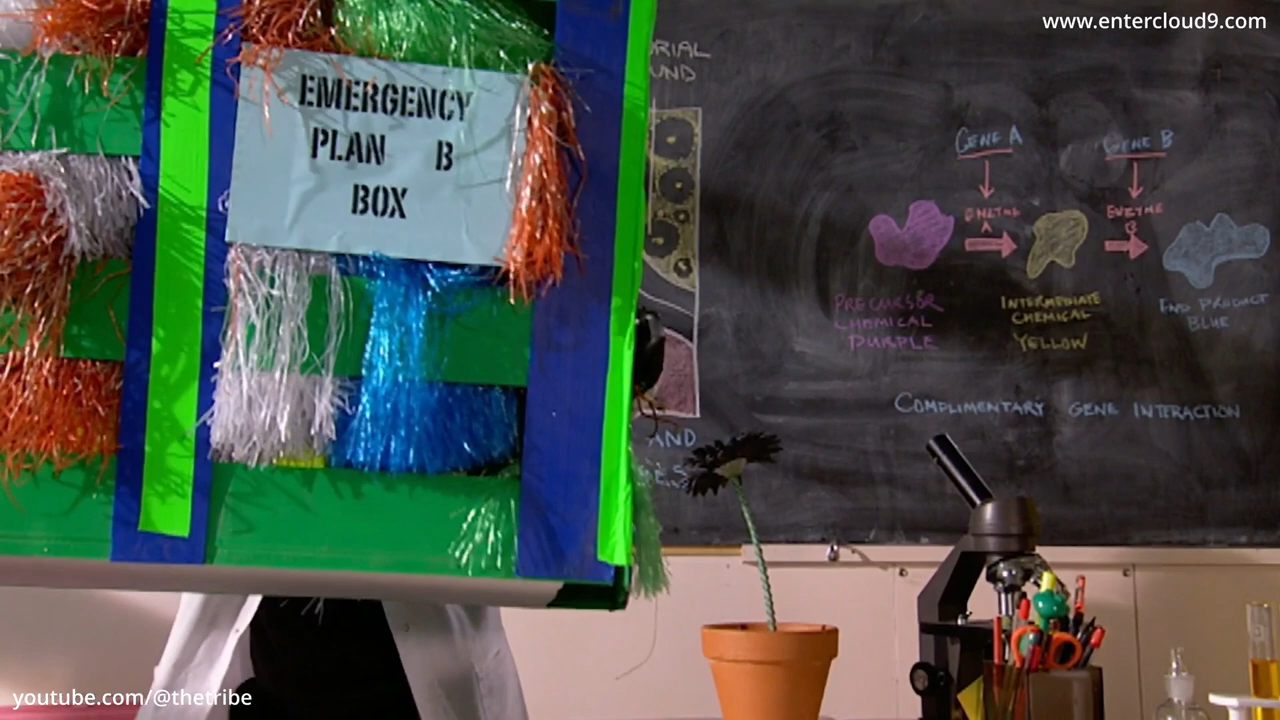 www.entercloud9.com
EMERGENCY
PLAN B
BOX
GENE A
GENE B
ENZYME
A
ENZYME
B
PRECURSOR
CHEMICAL
PURPLE
INTERMEDIATE
CHEMICAL
YELLOW
END PRODUCT
BLUE
COMPLIMENTARY GENE INTERACTION
AND
youtube.com/@thetribe